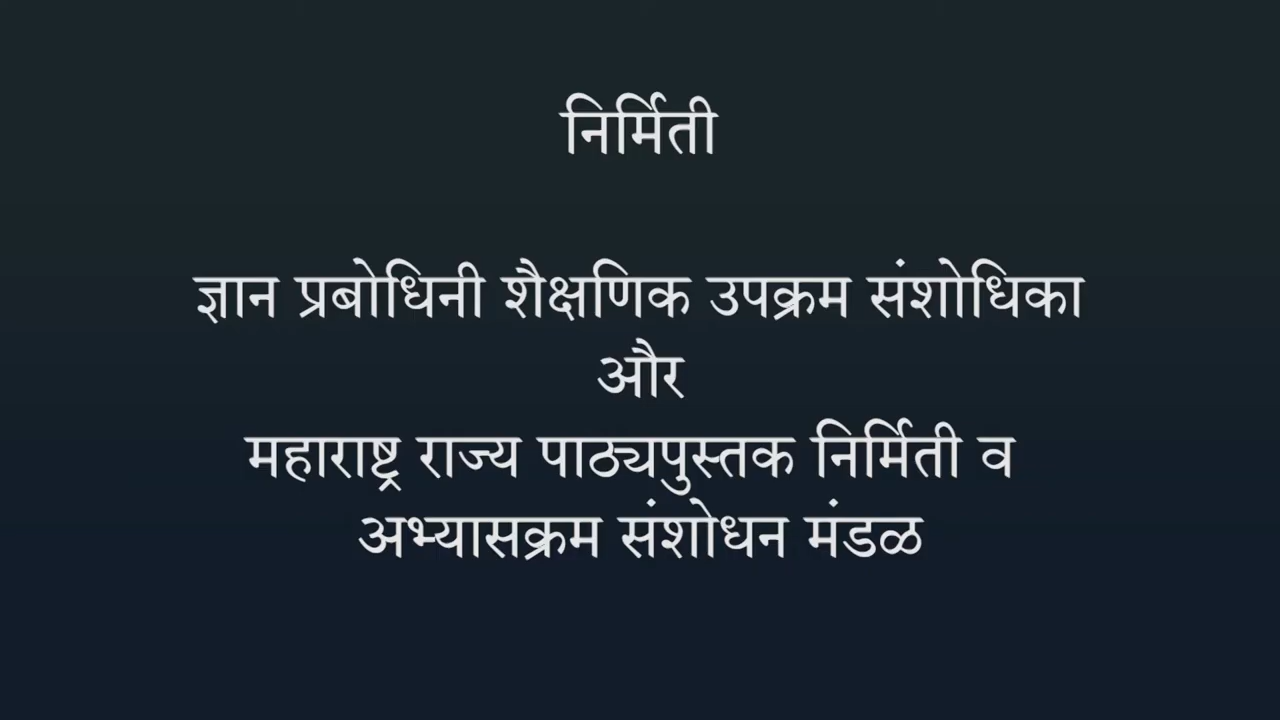 निर्मिती
ज्ञान प्रबोधिनी शैक्षणिक उपक्रम संशोधिका
और
महाराष्ट्र राज्य पाठ्यपुस्तक निर्मिती व
अभ्यासक्रम संशोधन मंडळ